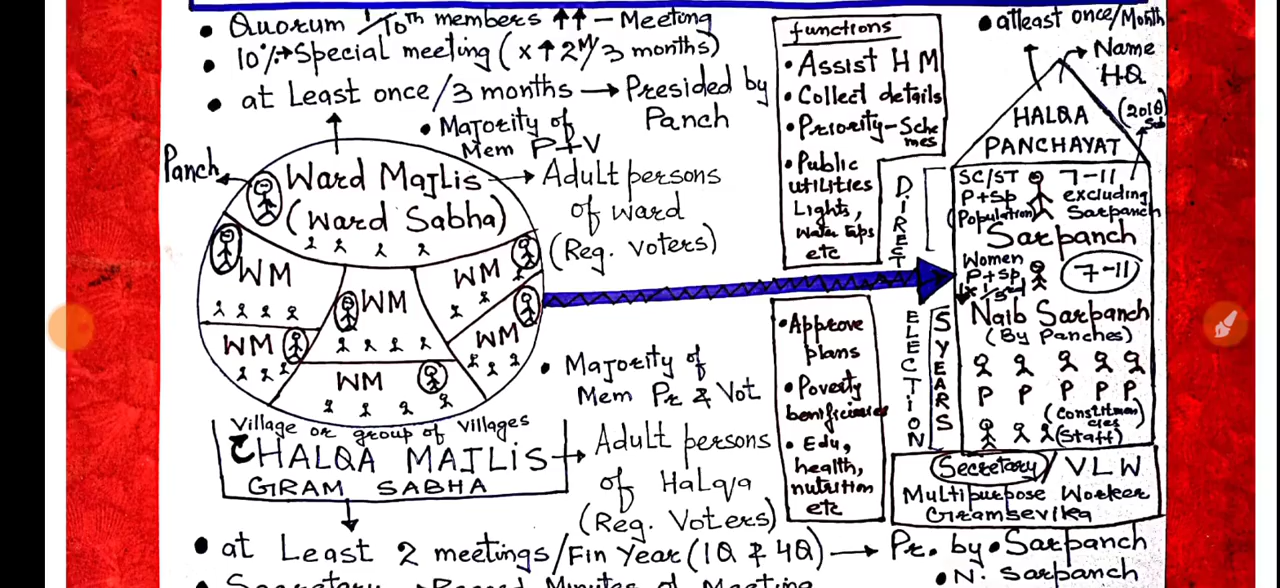 • Quorum 1/10th members ↑↑ - Meeting
• 10%→Special meeting (x ↑ 2M/3 months)
• at Least once/3 months → Presided by Panch
• Majority of Mem P+V
Panch
Ward Majlis → Adult persons of Ward
(Ward Sabha)
(Reg. Voters)
WM
WM
WM
WM
WM
WM
Village or group of villages
HALQA MAJLIS → Adult persons of Halqa
GIRAM SABHA
(Reg. Voters)
• Majority of Mem Pr & Vot
• at Least 2 meetings/Fin Year (1Q & 4Q) → Pr. by • Sarpanch
• N. Sarpanch
functions
• Assist HM
• Collect details
• Priority-Schemes
• Public utilities Lights, Water Taps etc
• Approve plans
• Poverty benificiaries
• Edu, health, nutrition etc
DIRECT
ELECTION
5 YEARS
• atleast once/Month
Name
HQ
HALQA
PANCHAYAT
(2018)
SC/ST
P+Sp
(Population)
7-11
excluding
Sarpanch
Sarpanch
Women
P+Sp
7-11
Naib Sarpanch
(By Panches)
P P P P P
(Constituencies)
(Staff)
Secretary / VLW
Multipurpose Worker
Gramsevika